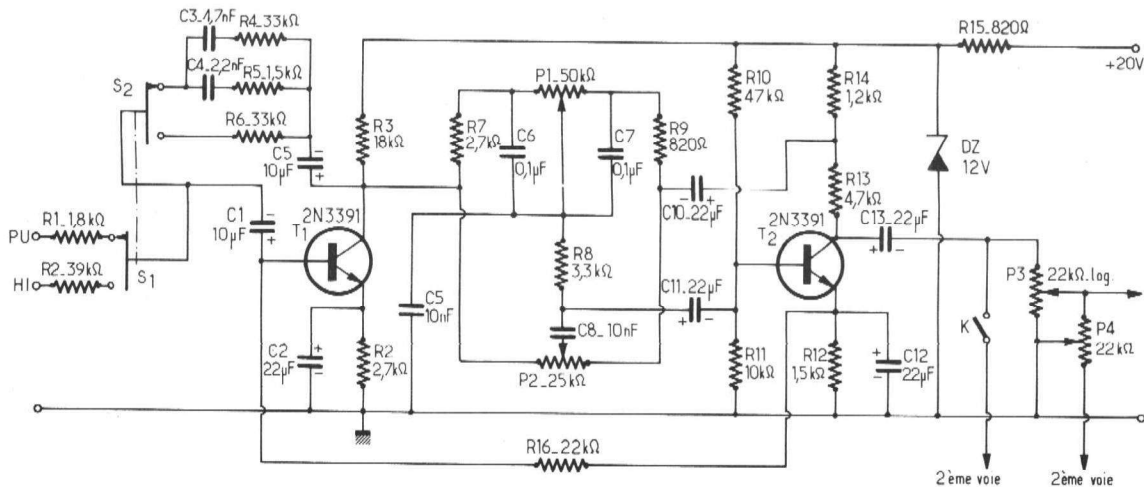 C3_4,7nF
R4_33kΩ
C4_2,2nF
R5_1,5kΩ
S2
R6_33kΩ
C5
10µF
R1_1,8kΩ
PU
R2_39kΩ
HI
S1
C1
10µF
-
+
-
+
T1
2N3391
R3
18kΩ
C2
22µF
+
-
R2
2,7kΩ
R7
2,7kΩ
C6
0,1µF
P1_50kΩ
C7
0,1µF
R9
820Ω
C5
10nF
R8
3,3kΩ
C8_10nF
P2_25kΩ
C10_22µF
-
+
C11_22µF
+
-
R10
47kΩ
R11
10kΩ
R14
1,2kΩ
R13
4,7kΩ
2N3391
T2
C13_22µF
+
-
R12
1,5kΩ
C12
22µF
+
-
DZ
12V
R15_820Ω
+20V
K
P3
22kΩ.log.
P4
22kΩ
R16_22kΩ
2ème voie
2ème voie